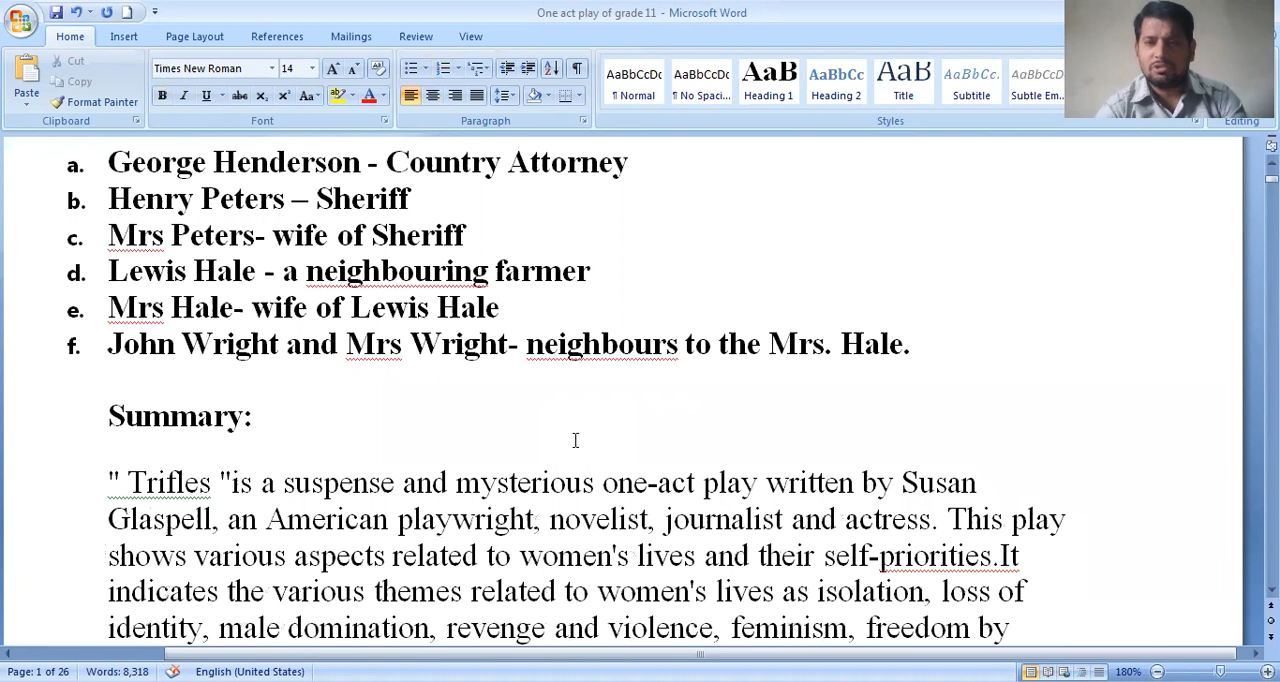 One act play of grade 11 - Microsoft Word
Home Insert Page Layout References Mailings Review View
Paste
Cut
Copy
Format Painter
Clipboard
Times New Roman 14
Font
Paragraph
AaBbCcDc AaBbCcDc AaB AaBbCc AaB AaBbCc. AaBbCcDc
¶ Normal ¶ No Spaci... Heading 1 Heading 2 Title Subtitle Subtle Em...
Styles
Editing
a. George Henderson - Country Attorney
b. Henry Peters – Sheriff
c. Mrs Peters- wife of Sheriff
d. Lewis Hale - a neighbouring farmer
e. Mrs Hale- wife of Lewis Hale
f. John Wright and Mrs Wright- neighbours to the Mrs. Hale.
Summary:
" Trifles "is a suspense and mysterious one-act play written by Susan
Glaspell, an American playwright, novelist, journalist and actress. This play
shows various aspects related to women's lives and their self-priorities.It
indicates the various themes related to women's lives as isolation, loss of
identity, male domination, revenge and violence, feminism, freedom by
Page: 1 of 26 Words: 8,318 English (United States) 180%